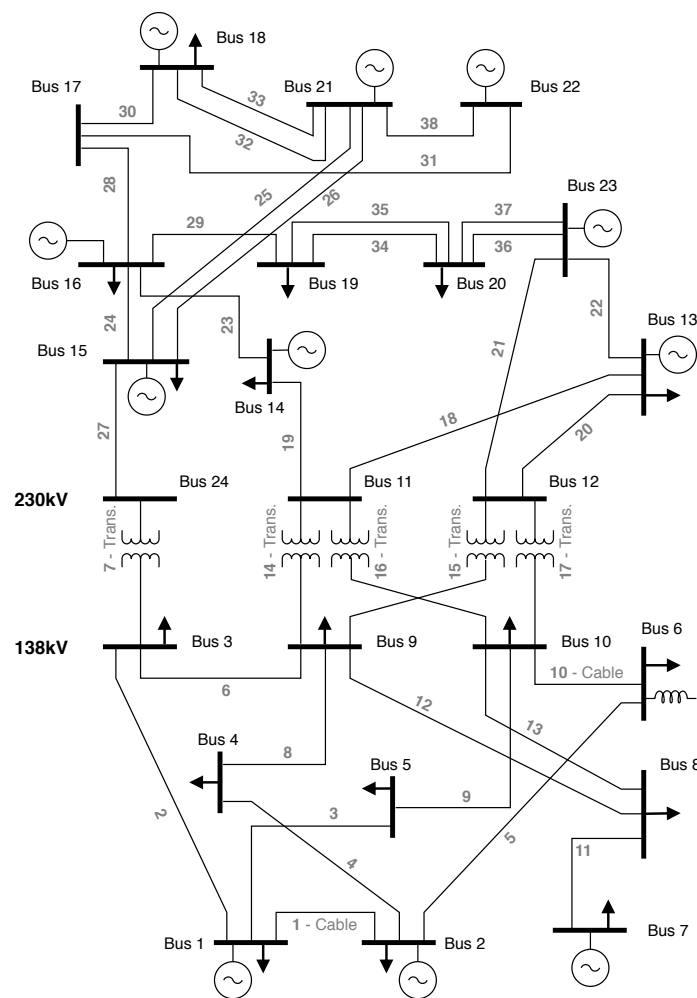 Bus 18
Bus 17
Bus 21
Bus 22
33
30
38
32
31
28
25
26
Bus 23
35
37
29
34
36
Bus 16
Bus 19
Bus 20
22
24
23
Bus 13
21
Bus 15
Bus 14
18
20
27
19
Bus 24
Bus 11
Bus 12
230kV
7 - Trans.
14 - Trans.
16 - Trans.
15 - Trans.
17 - Trans.
138kV
Bus 3
Bus 9
Bus 10
Bus 6
10 - Cable
6
12
13
Bus 4
Bus 5
Bus 8
8
9
2
3
5
11
4
1 - Cable
Bus 1
Bus 2
Bus 7